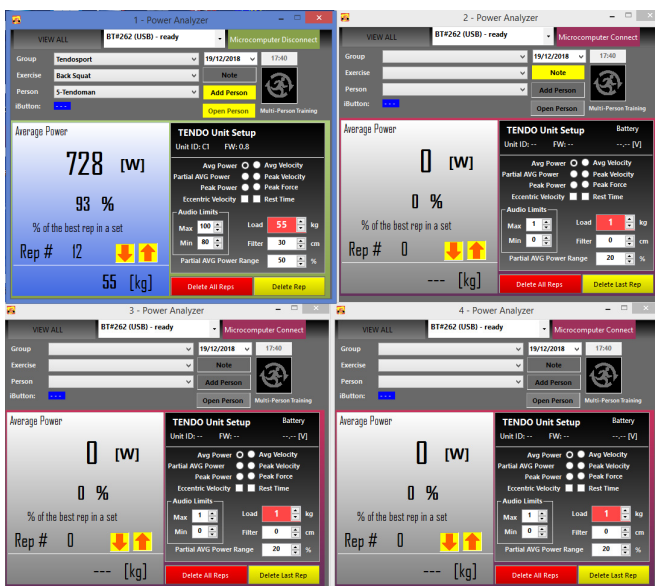 1 - Power Analyzer
VIEW ALL BT#262 (USB) - ready Microcomputer Disconnect
Group Tendosport 19/12/2018 17:40
Exercise Back Squat Note
Person 5-Tendoman Add Person
iButton: --- Open Person Multi-Person Training
Average Power
728 [W]
93 %
% of the best rep in a set
Rep # 12
55 [kg]
TENDO Unit Setup
Unit ID: C1 FW: 0.8
Avg Power Avg Velocity
Partial AVG Power Peak Velocity
Peak Power Peak Force
Eccentric Velocity Rest Time
Audio Limits
Max 100 Load 55 kg
Min 80 Filter 30 cm
Partial AVG Power Range 50 %
Delete All Reps Delete Rep
2 - Power Analyzer
VIEW ALL BT#262 (USB) - ready Microcomputer Connect
Group 19/12/2018 17:40
Exercise Note
Person Add Person
iButton: --- Open Person Multi-Person Training
Average Power
0 [W]
0 %
% of the best rep in a set
Rep # 0
--- [kg]
TENDO Unit Setup Battery
Unit ID: -- FW: -- --,-- [V]
Avg Power Avg Velocity
Partial AVG Power Peak Velocity
Peak Power Peak Force
Eccentric Velocity Rest Time
Audio Limits
Max 1 Load 1 kg
Min 0 Filter 0 cm
Partial AVG Power Range 20 %
Delete All Reps Delete Last Rep
3 - Power Analyzer
VIEW ALL BT#262 (USB) - ready Microcomputer Connect
Group 19/12/2018 17:40
Exercise Note
Person Add Person
iButton: --- Open Person Multi-Person Training
Average Power
0 [W]
0 %
% of the best rep in a set
Rep # 0
--- [kg]
TENDO Unit Setup Battery
Unit ID: -- FW: -- --,-- [V]
Avg Power Avg Velocity
Partial AVG Power Peak Velocity
Peak Power Peak Force
Eccentric Velocity Rest Time
Audio Limits
Max 1 Load 1 kg
Min 0 Filter 0 cm
Partial AVG Power Range 20 %
Delete All Reps Delete Last Rep
4 - Power Analyzer
VIEW ALL BT#262 (USB) - ready Microcomputer Connect
Group 19/12/2018 17:40
Exercise Note
Person Add Person
iButton: --- Open Person Multi-Person Training
Average Power
0 [W]
0 %
% of the best rep in a set
Rep # 0
--- [kg]
TENDO Unit Setup Battery
Unit ID: -- FW: -- --,-- [V]
Avg Power Avg Velocity
Partial AVG Power Peak Velocity
Peak Power Peak Force
Eccentric Velocity Rest Time
Audio Limits
Max 1 Load 1 kg
Min 0 Filter 0 cm
Partial AVG Power Range 20 %
Delete All Reps Delete Last Rep